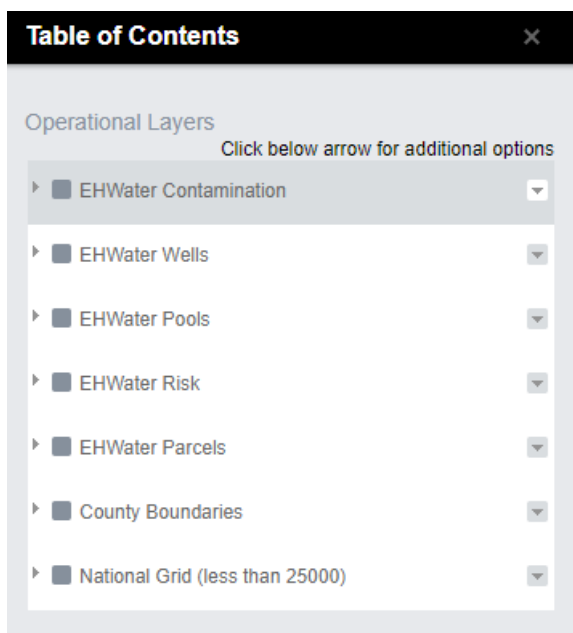 Table of Contents
Operational Layers
Click below arrow for additional options
EHWater Contamination
EHWater Wells
EHWater Pools
EHWater Risk
EHWater Parcels
County Boundaries
National Grid (less than 25000)